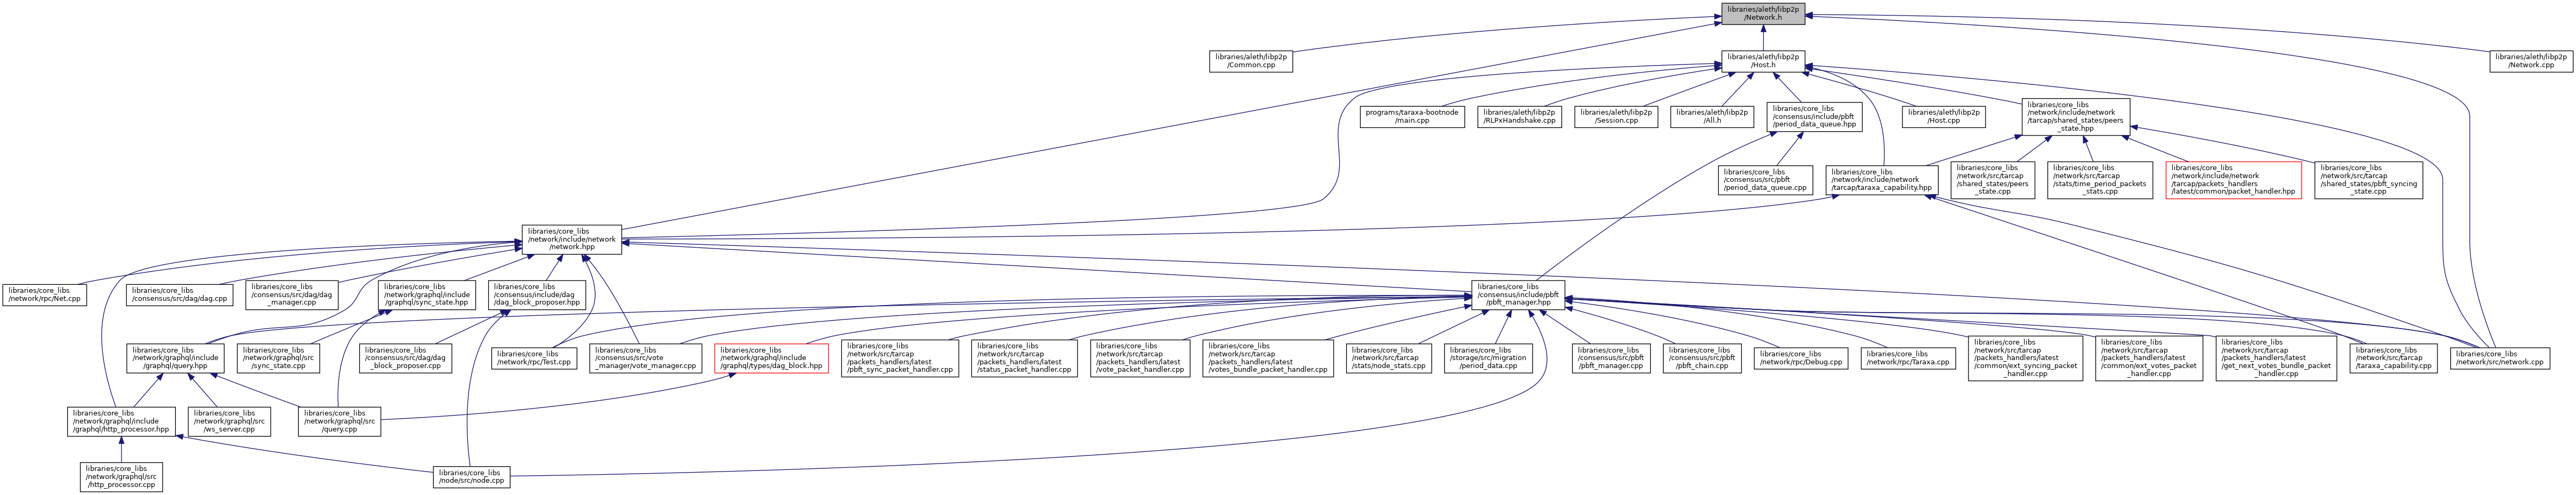 libraries/aleth/libp2p
/Network.h
libraries/aleth/libp2p
/Common.cpp
libraries/aleth/libp2p
/Host.h
libraries/aleth/libp2p
/Network.cpp
programs/taraxa-bootnode
/main.cpp
libraries/aleth/libp2p
/RLPxHandshake.cpp
libraries/aleth/libp2p
/Session.cpp
libraries/aleth/libp2p
/All.h
libraries/core_libs
/consensus/include/pbft
/period_data_queue.hpp
libraries/aleth/libp2p
/Host.cpp
libraries/core_libs
/network/include/network
/tarcap/shared_states/peers
_state.hpp
libraries/core_libs
/consensus/src/pbft
/period_data_queue.cpp
libraries/core_libs
/network/include/network
/tarcap/taraxa_capability.hpp
libraries/core_libs
/network/src/tarcap
/shared_states/peers
_state.cpp
libraries/core_libs
/network/src/tarcap
/stats/time_period_packets
_stats.cpp
libraries/core_libs
/network/include/network
/tarcap/packets_handlers
/latest/common/packet_handler.hpp
libraries/core_libs
/network/src/tarcap
/shared_states/pbft_syncing
_state.cpp
libraries/core_libs
/network/include/network
/network.hpp
libraries/core_libs
/network/rpc/Net.cpp
libraries/core_libs
/consensus/src/dag/dag.cpp
libraries/core_libs
/consensus/src/dag/dag
_manager.cpp
libraries/core_libs
/network/graphql/include
/graphql/sync_state.hpp
libraries/core_libs
/consensus/include/dag
/dag_block_proposer.hpp
libraries/core_libs
/consensus/include/pbft
/pbft_manager.hpp
libraries/core_libs
/network/graphql/include
/graphql/query.hpp
libraries/core_libs
/network/graphql/src
/sync_state.cpp
libraries/core_libs
/consensus/src/dag/dag
_block_proposer.cpp
libraries/core_libs
/network/rpc/Test.cpp
libraries/core_libs
/consensus/src/vote
_manager/vote_manager.cpp
libraries/core_libs
/network/graphql/include
/graphql/types/dag_block.hpp
libraries/core_libs
/network/src/tarcap
/packets_handlers/latest
/pbft_sync_packet_handler.cpp
libraries/core_libs
/network/src/tarcap
/packets_handlers/latest
/status_packet_handler.cpp
libraries/core_libs
/network/src/tarcap
/packets_handlers/latest
/vote_packet_handler.cpp
libraries/core_libs
/network/src/tarcap
/packets_handlers/latest
/votes_bundle_packet_handler.cpp
libraries/core_libs
/network/src/tarcap
/stats/node_stats.cpp
libraries/core_libs
/storage/src/migration
/period_data.cpp
libraries/core_libs
/consensus/src/pbft
/pbft_manager.cpp
libraries/core_libs
/consensus/src/pbft
/pbft_chain.cpp
libraries/core_libs
/network/rpc/Debug.cpp
libraries/core_libs
/network/rpc/Taraxa.cpp
libraries/core_libs
/network/src/tarcap
/packets_handlers/latest
/common/ext_syncing_packet
_handler.cpp
libraries/core_libs
/network/src/tarcap
/packets_handlers/latest
/common/ext_votes_packet
_handler.cpp
libraries/core_libs
/network/src/tarcap
/packets_handlers/latest
/get_next_votes_bundle_packet
_handler.cpp
libraries/core_libs
/network/src/tarcap
/taraxa_capability.cpp
libraries/core_libs
/network/src/network.cpp
libraries/core_libs
/network/graphql/include
/graphql/http_processor.hpp
libraries/core_libs
/network/graphql/src
/ws_server.cpp
libraries/core_libs
/network/graphql/src
/query.cpp
libraries/core_libs
/network/graphql/src
/http_processor.cpp
libraries/core_libs
/node/src/node.cpp